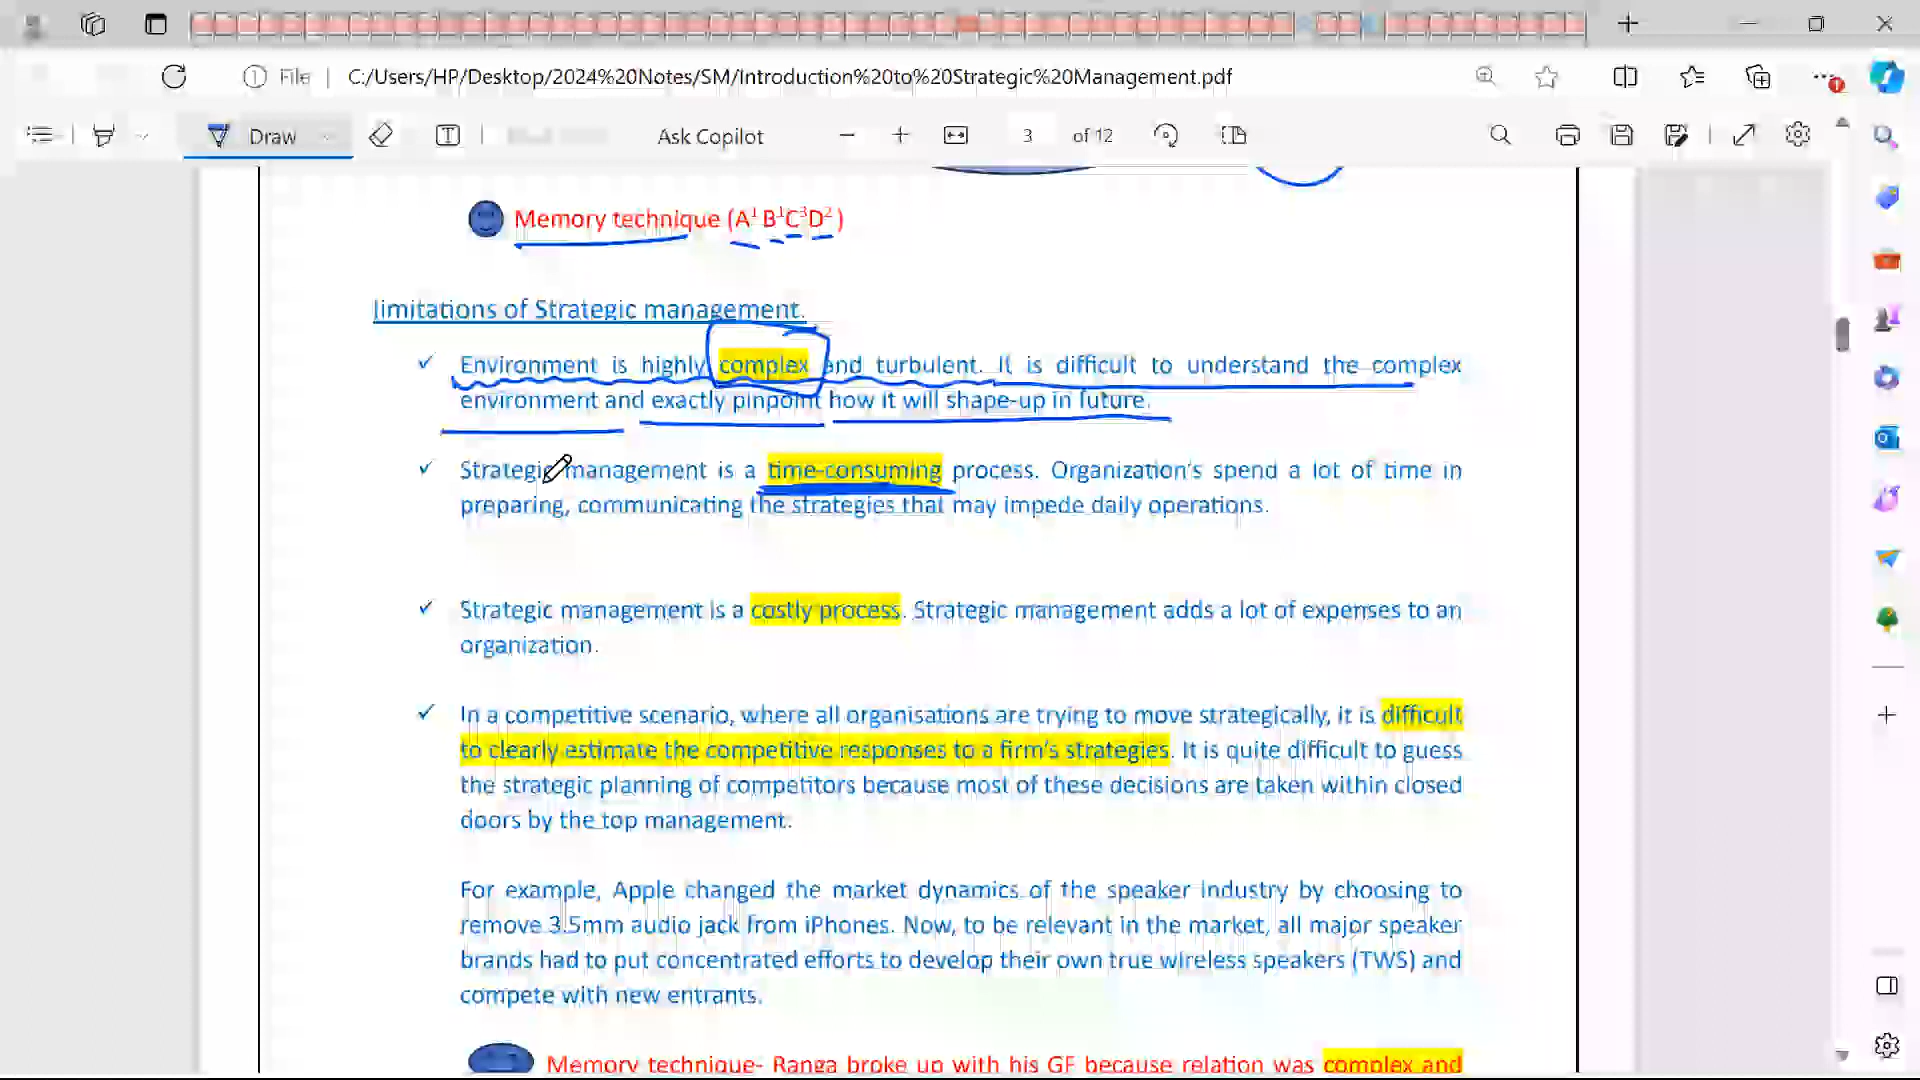 File
C:/Users/HP/Desktop/2024%20Notes/SM/Introduction%20to%20Strategic%20Management.pdf
Draw
Ask Copilot
3 of 12
Memory technique (A¹ B¹C³D²)
limitations of Strategic management.
✓ Environment is highly complex and turbulent. It is difficult to understand the complex
environment and exactly pinpoint how it will shape-up in future.
✓ Strategic management is a time-consuming process. Organization's spend a lot of time in
preparing, communicating the strategies that may impede daily operations.
✓ Strategic management is a costly process. Strategic management adds a lot of expenses to an
organization.
✓ In a competitive scenario, where all organisations are trying to move strategically, it is difficult
to clearly estimate the competitive responses to a firm's strategies. It is quite difficult to guess
the strategic planning of competitors because most of these decisions are taken within closed
doors by the top management.
For example, Apple changed the market dynamics of the speaker industry by choosing to
remove 3.5mm audio jack from iPhones. Now, to be relevant in the market, all major speaker
brands had to put concentrated efforts to develop their own true wireless speakers (TWS) and
compete with new entrants.
Memory technique- Ranga broke up with his GF because relation was complex and